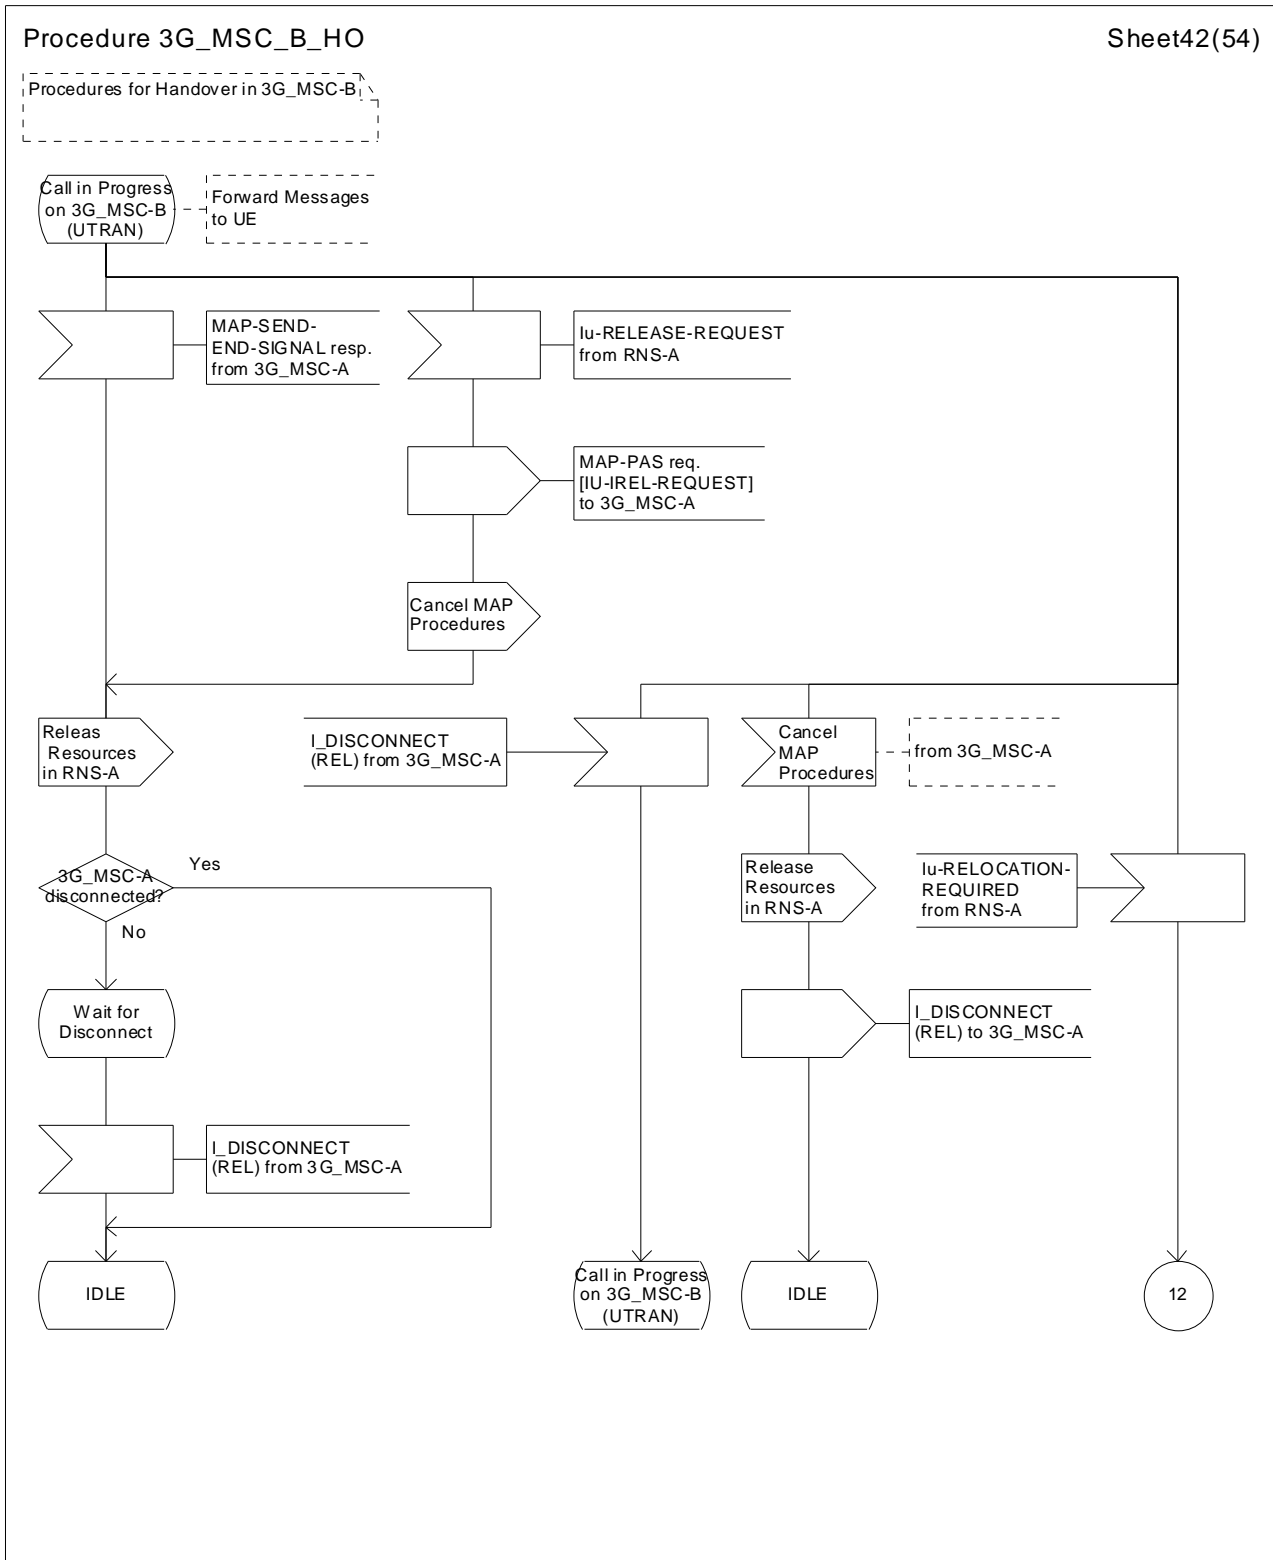 Procedure 3G_MSC_B_HO
Sheet42(54)
Procedures for Handover in 3G_MSC-B
Call in Progress
on 3G_MSC-B
(UTRAN)
Forward Messages
to UE
MAP-SEND-
END-SIGNAL resp.
from 3G_MSC-A
Iu-RELEASE-REQUEST
from RNS-A
MAP-PAS req.
[IU-IREL-REQUEST]
to 3G_MSC-A
Cancel MAP
Procedures
Releas
Resources
in RNS-A
I_DISCONNECT
(REL) from 3G_MSC-A
Cancel
MAP
Procedures
from 3G_MSC-A
3G_MSC-A
disconnected?
Yes
No
Release
Resources
in RNS-A
Iu-RELOCATION-
REQUIRED
from RNS-A
Wait for
Disconnect
I_DISCONNECT
(REL) to 3G_MSC-A
I_DISCONNECT
(REL) from 3G_MSC-A
IDLE
Call in Progress
on 3G_MSC-B
(UTRAN)
IDLE
12